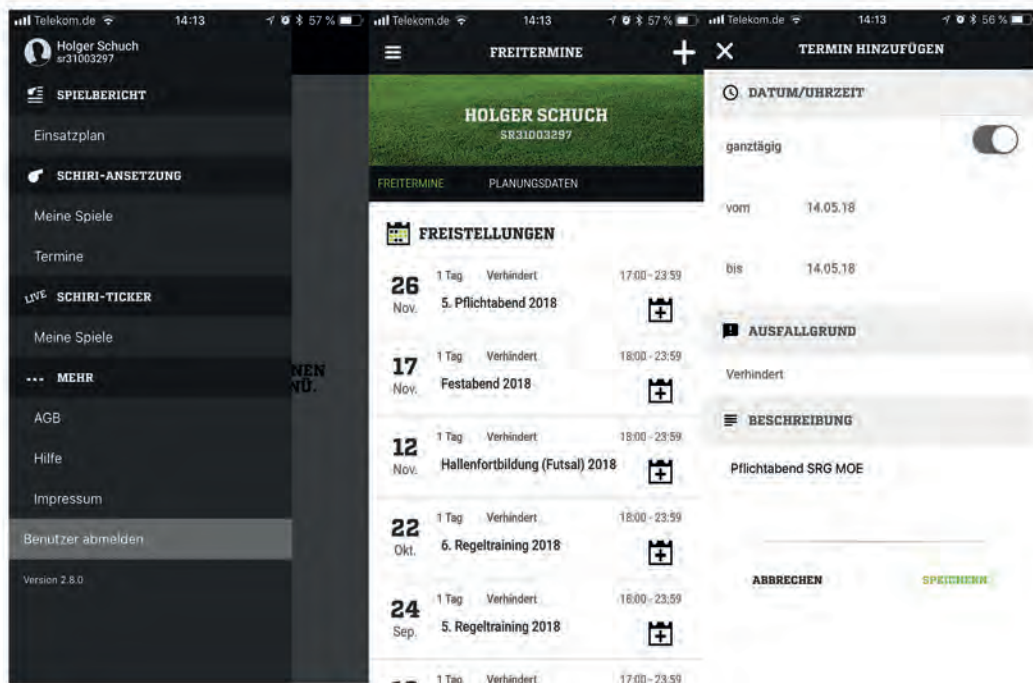 Telekom.de 14:13 57 %
Holger Schuch
sr31003297
SPIELBERICHT
Einsatzplan
SCHIRI-ANSETZUNG
Meine Spiele
Termine
LIVE SCHIRI-TICKER
Meine Spiele
... MEHR
AGB
Hilfe
Impressum
Benutzer abmelden
Version 2.8.0
NEN
NÜ.
Telekom.de 14:13 57 %
FREITERMINE
HOLGER SCHUCH
SR31003297
FREITERMINE PLANUNGSDATEN
FREISTELLUNGEN
26 Nov. 1 Tag Verhindert 17:00 - 23:59
5. Pflichtabend 2018
17 Nov. 1 Tag Verhindert 18:00 - 23:59
Festabend 2018
12 Nov. 1 Tag Verhindert 18:00 - 23:59
Hallenfortbildung (Futsal) 2018
22 Okt. 1 Tag Verhindert 18:00 - 23:59
6. Regeltraining 2018
24 Sep. 1 Tag Verhindert 18:00 - 23:59
5. Regeltraining 2018
1 Tag Verhindert 17:00 - 23:59
Telekom.de 14:13 56 %
TERMIN HINZUFÜGEN
DATUM/UHRZEIT
ganztägig
vom 14.05.18
bis 14.05.18
AUSFALLGRUND
Verhindert
BESCHREIBUNG
Pflichtabend SRG MOE
ABBRECHEN SPEICHERN